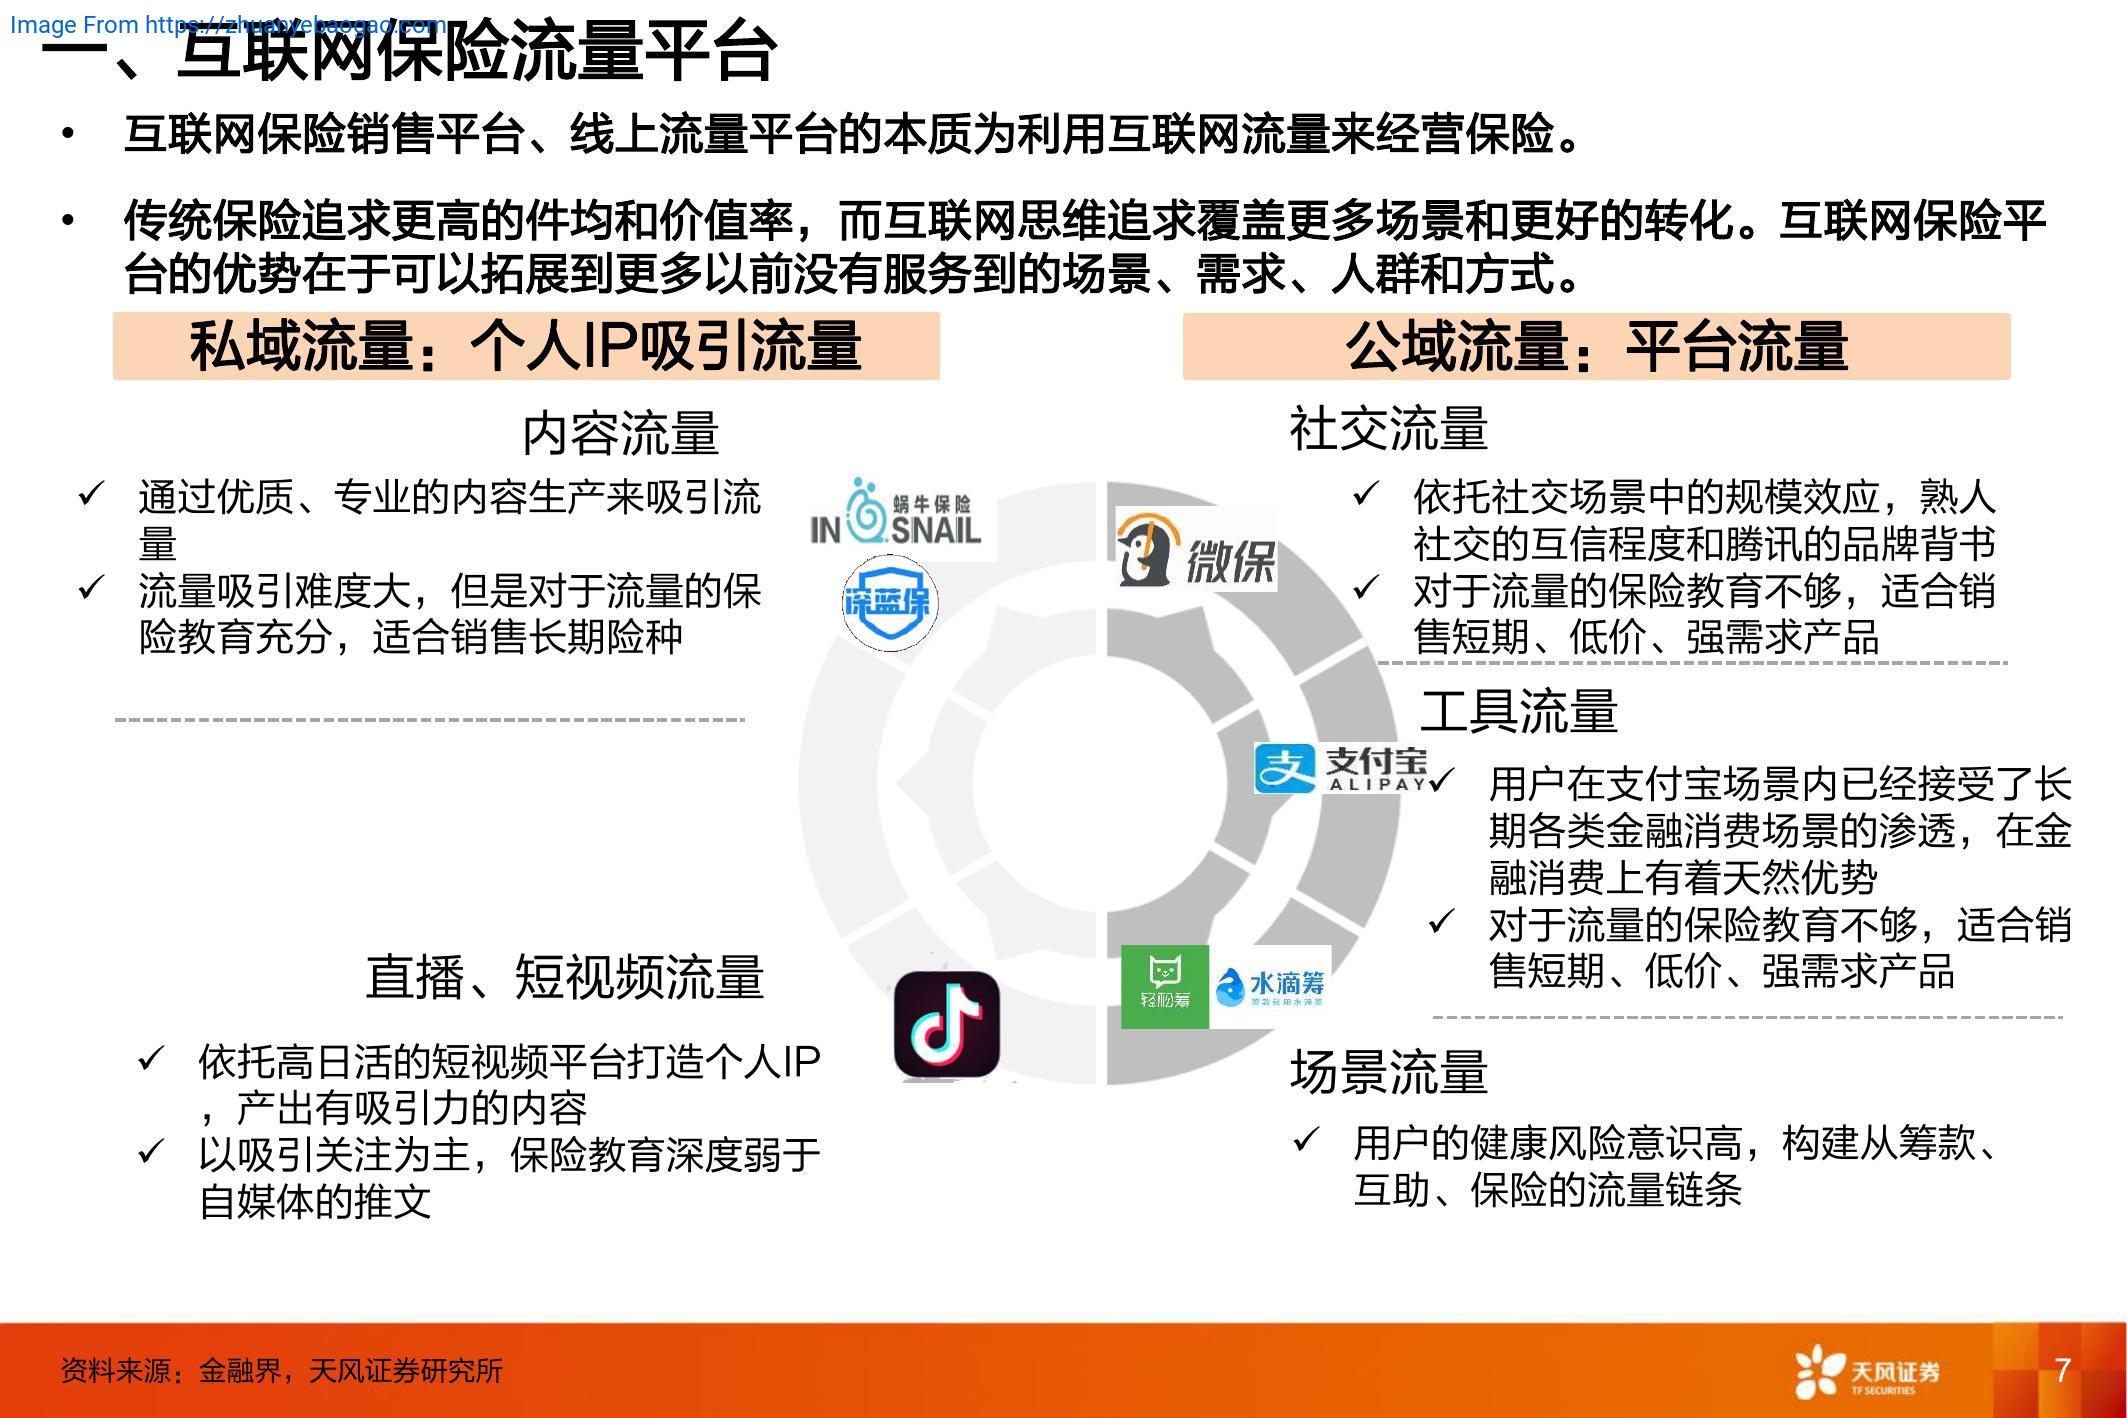 Image From https://zhuanyebaogao.com
一、互联网保险流量平台
• 互联网保险销售平台、线上流量平台的本质为利用互联网流量来经营保险。
• 传统保险追求更高的件均和价值率，而互联网思维追求覆盖更多场景和更好的转化。互联网保险平
台的优势在于可以拓展到更多以前没有服务到的场景、需求、人群和方式。
私域流量：个人IP吸引流量
内容流量
✓ 通过优质、专业的内容生产来吸引流
量
✓ 流量吸引难度大，但是对于流量的保
险教育充分，适合销售长期险种
蜗牛保险
INSNAIL
深蓝保
直播、短视频流量
✓ 依托高日活的短视频平台打造个人IP
，产出有吸引力的内容
✓ 以吸引关注为主，保险教育深度弱于
自媒体的推文
公域流量：平台流量
社交流量
✓ 依托社交场景中的规模效应，熟人
社交的互信程度和腾讯的品牌背书
✓ 对于流量的保险教育不够，适合销
售短期、低价、强需求产品
微保
工具流量
支付宝
ALIPAY
✓ 用户在支付宝场景内已经接受了长
期各类金融消费场景的渗透，在金
融消费上有着天然优势
✓ 对于流量的保险教育不够，适合销
售短期、低价、强需求产品
轻松筹
水滴筹
场景流量
✓ 用户的健康风险意识高，构建从筹款、
互助、保险的流量链条
资料来源：金融界，天风证券研究所
天风证券
TF SECURITIES
7